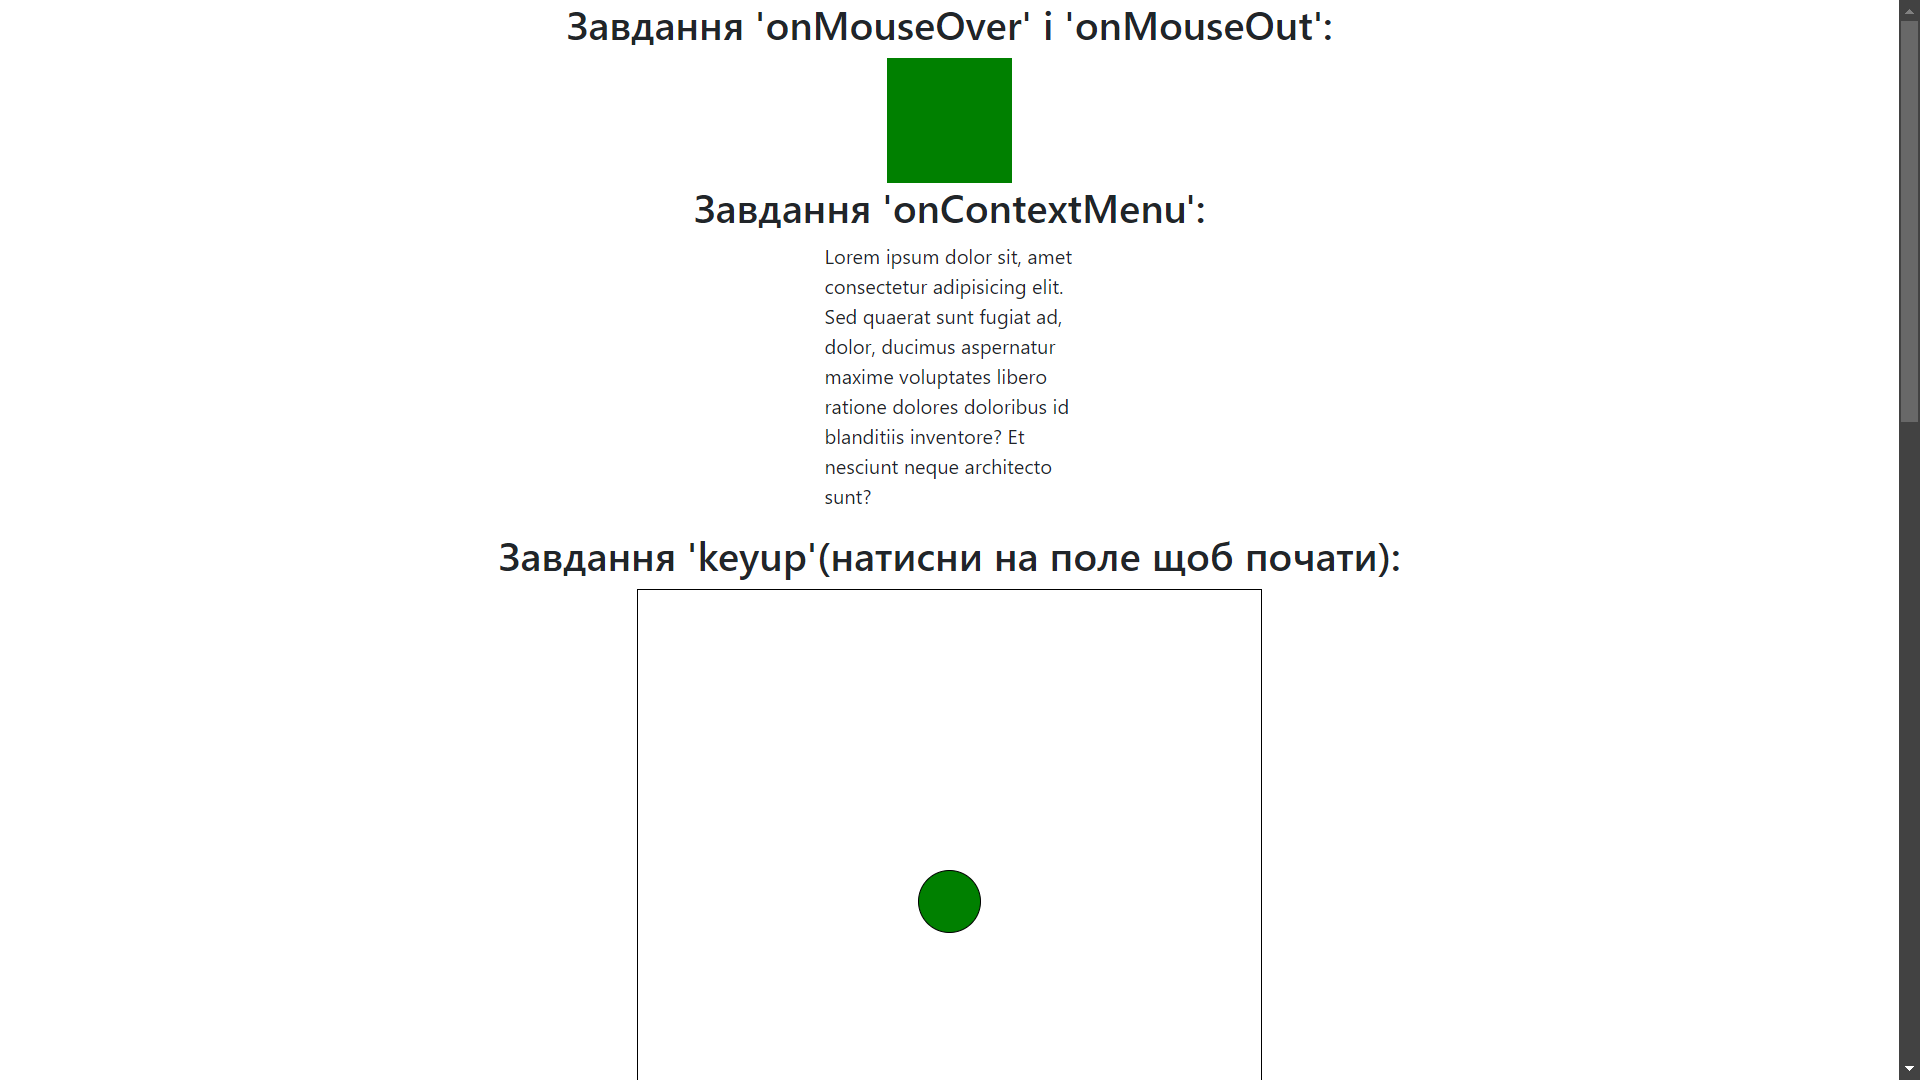 Завдання 'onMouseOver' і 'onMouseOut':
Завдання 'onContextMenu':
Lorem ipsum dolor sit, amet
consectetur adipisicing elit.
Sed quaerat sunt fugiat ad,
dolor, ducimus aspernatur
maxime voluptates libero
ratione dolores doloribus id
blanditiis inventore? Et
nesciunt neque architecto
sunt?
Завдання 'keyup'(натисни на поле щоб почати):